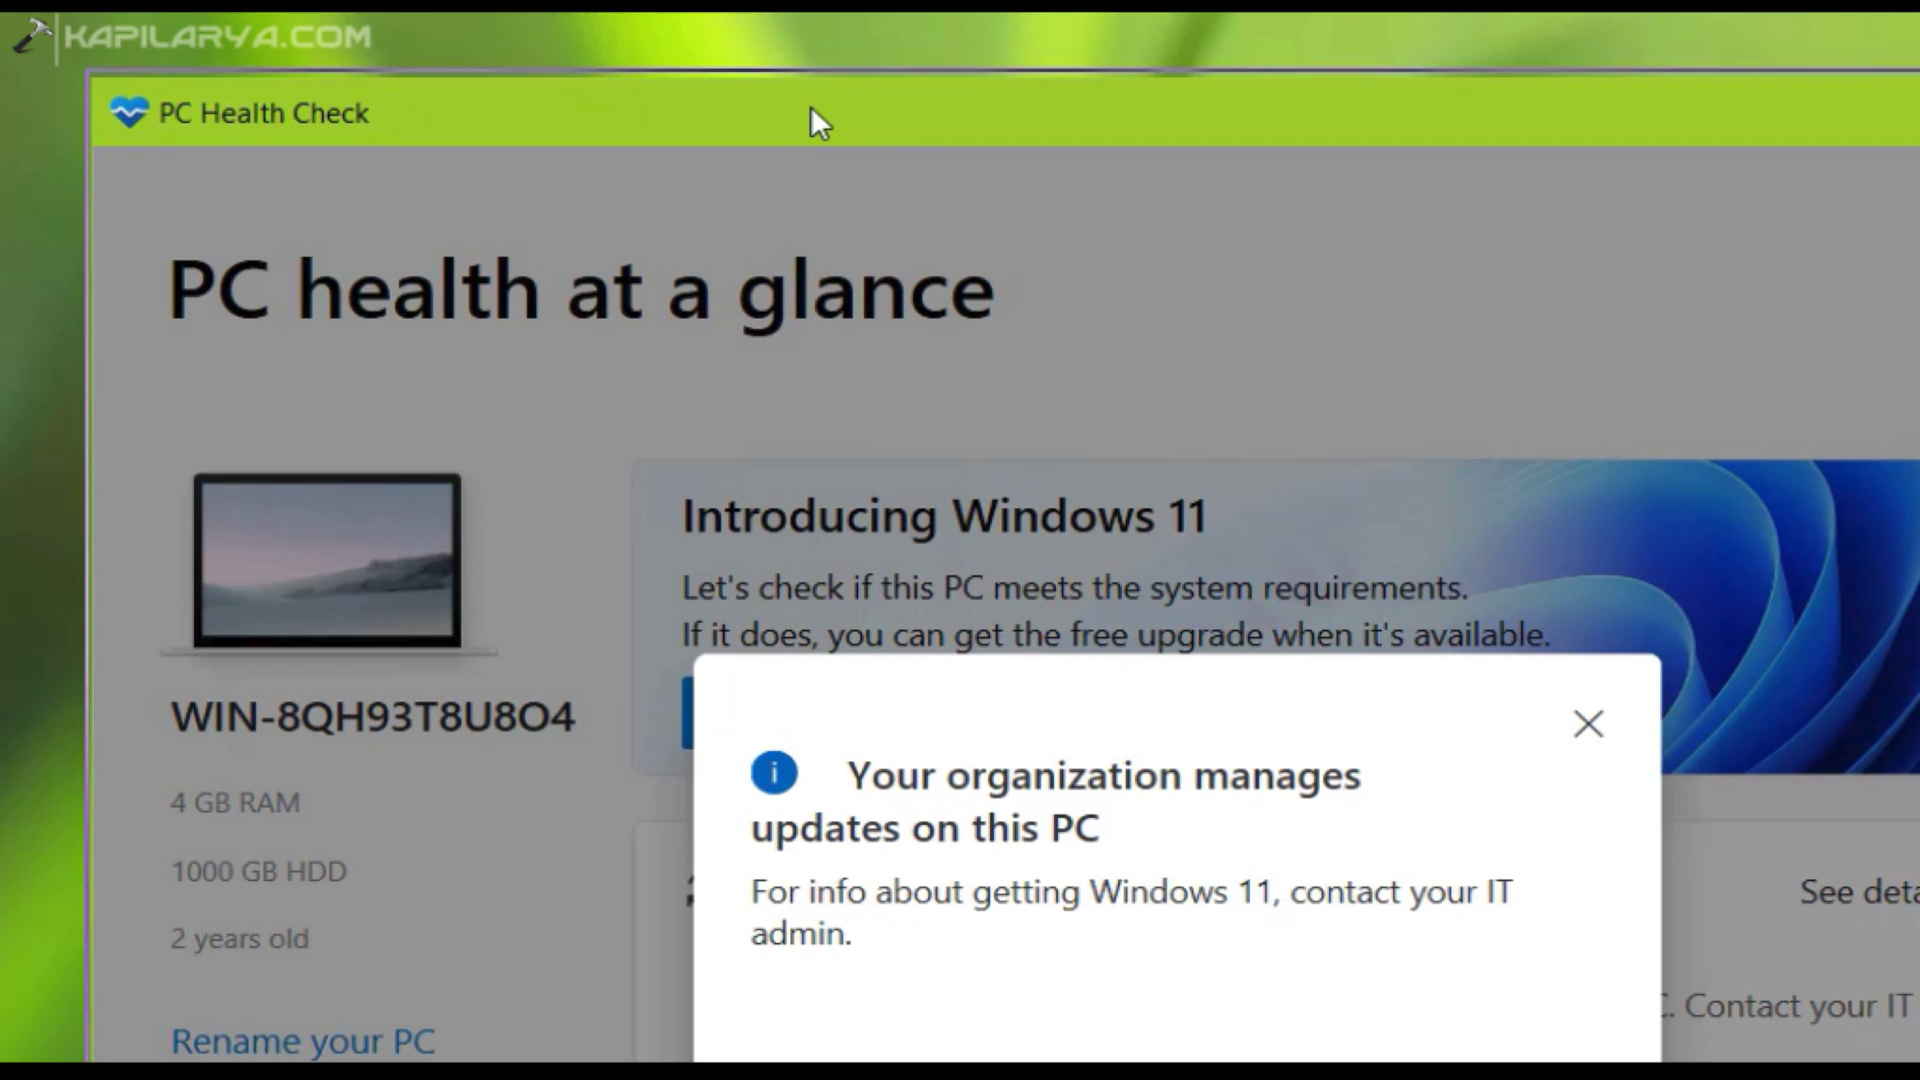 KAPILARYA.COM
PC Health Check
PC health at a glance
Introducing Windows 11
Let's check if this PC meets the system requirements.
If it does, you can get the free upgrade when it's available.
WIN-8QH93T8U8O4
4 GB RAM
1000 GB HDD
2 years old
Rename your PC
Your organization manages
updates on this PC
For info about getting Windows 11, contact your IT
admin.
See deta
. Contact your IT